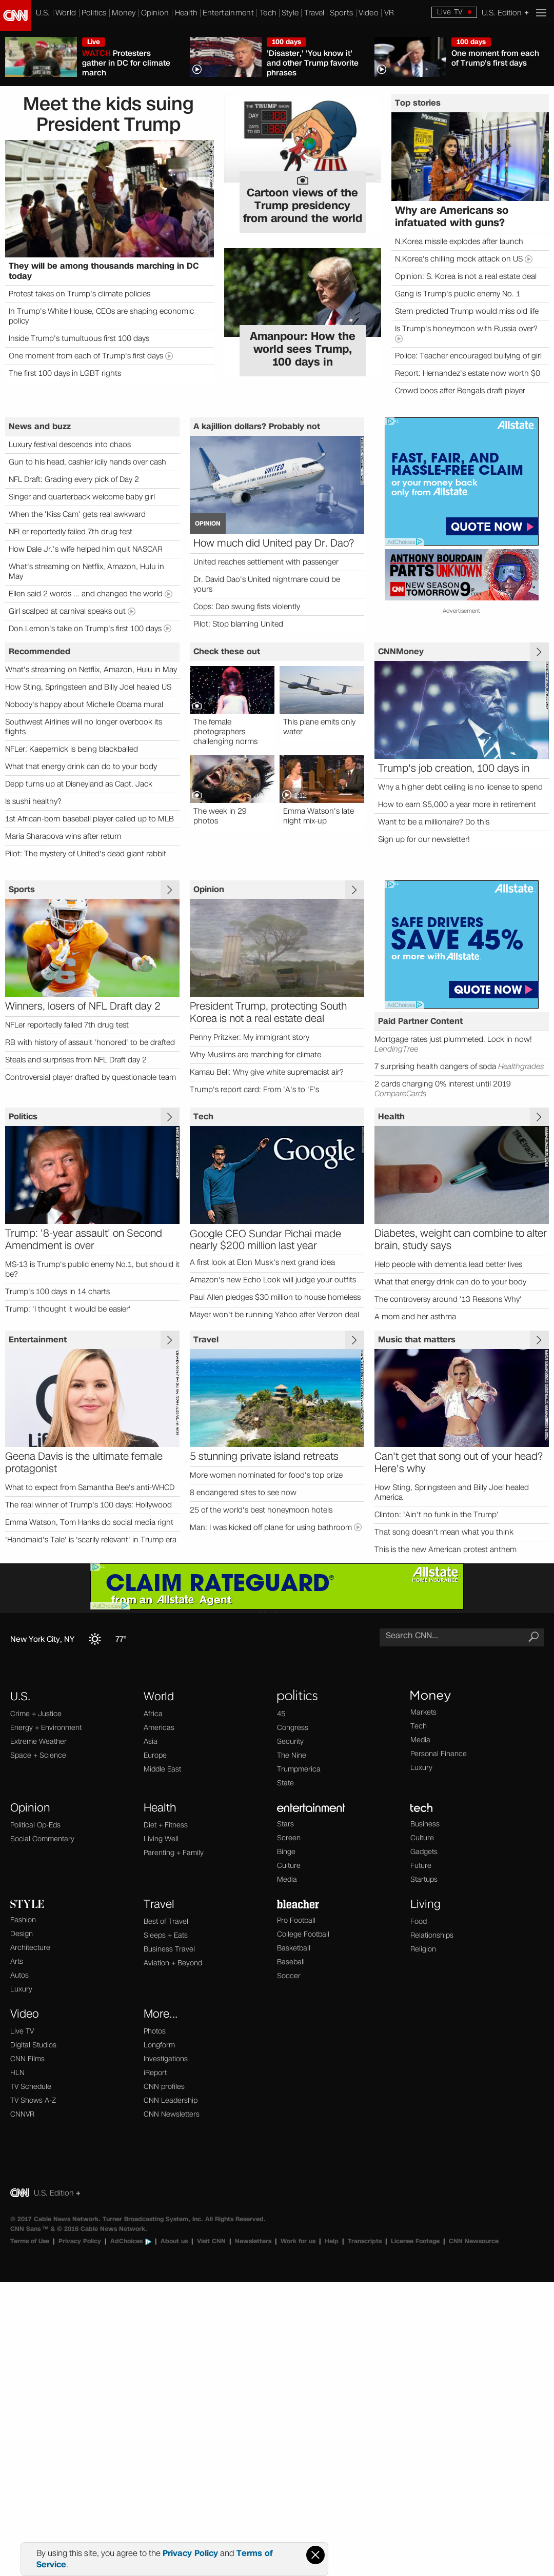 CNN
U.S. | World | Politics | Money | Opinion | Health | Entertainment | Tech | Style | Travel | Sports | Video | VR
Live TV
U.S. Edition +
Live
WATCH Protesters
gather in DC for climate
march
100 days
'Disaster,' 'You know it'
and other Trump favorite
phrases
100 days
One moment from each
of Trump's first days
Meet the kids suing
President Trump
They will be among thousands marching in DC
today
Protest takes on Trump's climate policies
In Trump's White House, CEOs are shaping economic
policy
Inside Trump's tumultuous first 100 days
One moment from each of Trump's first days
The first 100 days in LGBT rights
THE TRUMP SHOW
DAY 100
DAYS TO GO
Cartoon views of the
Trump presidency
from around the world
Amanpour: How the
world sees Trump,
100 days in
Top stories
Why are Americans so
infatuated with guns?
N.Korea missile explodes after launch
N.Korea's chilling mock attack on US
Opinion: S. Korea is not a real estate deal
Gang is Trump's public enemy No. 1
Stern predicted Trump would miss old life
Is Trump's honeymoon with Russia over?
Police: Teacher encouraged bullying of girl
Report: Hernandez's estate now worth $0
Crowd boos after Bengals draft player
News and buzz
Luxury festival descends into chaos
Gun to his head, cashier icily hands over cash
NFL Draft: Grading every pick of Day 2
Singer and quarterback welcome baby girl
When the 'Kiss Cam' gets real awkward
NFLer reportedly failed 7th drug test
How Dale Jr.'s wife helped him quit NASCAR
What's streaming on Netflix, Amazon, Hulu in
May
Ellen said 2 words ... and changed the world
Girl scalped at carnival speaks out
Don Lemon's take on Trump's first 100 days
A kajillion dollars? Probably not
UNITED
OPINION
How much did United pay Dr. Dao?
United reaches settlement with passenger
Dr. David Dao's United nightmare could be
yours
Cops: Dao swung fists violently
Pilot: Stop blaming United
Allstate
FAST, FAIR, AND
HASSLE-FREE CLAIM
or your money back
only from Allstate
QUOTE NOW
AdChoices
ANTHONY BOURDAIN
PARTS UNKNOWN
CNN NEW SEASON
TOMORROW 9p
Advertisement
Recommended
What's streaming on Netflix, Amazon, Hulu in May
How Sting, Springsteen and Billy Joel healed US
Nobody's happy about Michelle Obama mural
Southwest Airlines will no longer overbook its
flights
NFLer: Kaepernick is being blackballed
What that energy drink can do to your body
Depp turns up at Disneyland as Capt. Jack
Is sushi healthy?
1st African-born baseball player called up to MLB
Maria Sharapova wins after return
Pilot: The mystery of United's dead giant rabbit
Check these out
The female
photographers
challenging norms
This plane emits only
water
The week in 29
photos
1:12
Emma Watson's late
night mix-up
CNNMoney
Trump's job creation, 100 days in
Why a higher debt ceiling is no license to spend
How to earn $5,000 a year more in retirement
Want to be a millionaire? Do this
Sign up for our newsletter!
Sports
Winners, losers of NFL Draft day 2
NFLer reportedly failed 7th drug test
RB with history of assault 'honored' to be drafted
Steals and surprises from NFL Draft day 2
Controversial player drafted by questionable team
Opinion
President Trump, protecting South
Korea is not a real estate deal
Penny Pritzker: My immigrant story
Why Muslims are marching for climate
Kamau Bell: Why give white supremacist air?
Trump's report card: From 'A's to 'F's
Allstate
SAFE DRIVERS
SAVE 45%
or more with Allstate.
QUOTE NOW
AdChoices
Paid Partner Content
Mortgage rates just plummeted. Lock in now!
LendingTree
7 surprising health dangers of soda Healthgrades
2 cards charging 0% interest until 2019
CompareCards
Politics
Trump: '8-year assault' on Second
Amendment is over
MS-13 is Trump's public enemy No.1, but should it
be?
Trump's 100 days in 14 charts
Trump: 'I thought it would be easier'
Tech
Google
Google CEO Sundar Pichai made
nearly $200 million last year
A first look at Elon Musk's next grand idea
Amazon's new Echo Look will judge your outfits
Paul Allen pledges $30 million to house homeless
Mayer won't be running Yahoo after Verizon deal
Health
Diabetes, weight can combine to alter
brain, study says
Help people with dementia lead better lives
What that energy drink can do to your body
The controversy around '13 Reasons Why'
A mom and her asthma
Entertainment
Geena Davis is the ultimate female
protagonist
What to expect from Samantha Bee's anti-WHCD
The real winner of Trump's 100 days: Hollywood
Emma Watson, Tom Hanks do social media right
'Handmaid's Tale' is 'scarily relevant' in Trump era
Travel
5 stunning private island retreats
More women nominated for food's top prize
8 endangered sites to see now
25 of the world's best honeymoon hotels
Man: I was kicked off plane for using bathroom
Music that matters
Can't get that song out of your head?
Here's why
How Sting, Springsteen and Billy Joel healed
America
Clinton: 'Ain't no funk in the Trump'
That song doesn't mean what you think
This is the new American protest anthem
CLAIM RATEGUARD®
from an Allstate Agent
Allstate
HOME INSURANCE
AdChoices
New York City, NY
77°
Search CNN...
U.S.
Crime + Justice
Energy + Environment
Extreme Weather
Space + Science
World
Africa
Americas
Asia
Europe
Middle East
politics
45
Congress
Security
The Nine
Trumpmerica
State
Money
Markets
Tech
Media
Personal Finance
Luxury
Opinion
Political Op-Eds
Social Commentary
Health
Diet + Fitness
Living Well
Parenting + Family
entertainment
Stars
Screen
Binge
Culture
Media
tech
Business
Culture
Gadgets
Future
Startups
STYLE
Fashion
Design
Architecture
Arts
Autos
Luxury
Travel
Best of Travel
Sleeps + Eats
Business Travel
Aviation + Beyond
bleacher
Pro Football
College Football
Basketball
Baseball
Soccer
Living
Food
Relationships
Religion
Video
Live TV
Digital Studios
CNN Films
HLN
TV Schedule
TV Shows A-Z
CNNVR
More...
Photos
Longform
Investigations
iReport
CNN profiles
CNN Leadership
CNN Newsletters
CNN U.S. Edition +
© 2017 Cable News Network. Turner Broadcasting System, Inc. All Rights Reserved.
CNN Sans ™ & © 2016 Cable News Network.
Terms of Use | Privacy Policy | AdChoices | About us | Visit CNN | Newsletters | Work for us | Help | Transcripts | License Footage | CNN Newsource
By using this site, you agree to the Privacy Policy and Terms of
Service.